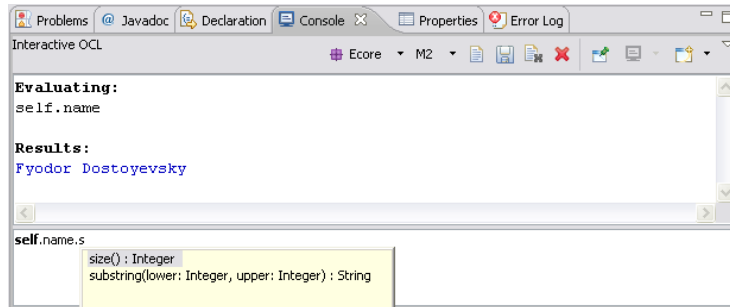 Problems @ Javadoc Declaration Console Properties Error Log
Interactive OCL Ecore M2
Evaluating:
self.name
Results:
Fyodor Dostoyevsky
self.name.s
size() : Integer
substring(lower: Integer, upper: Integer) : String